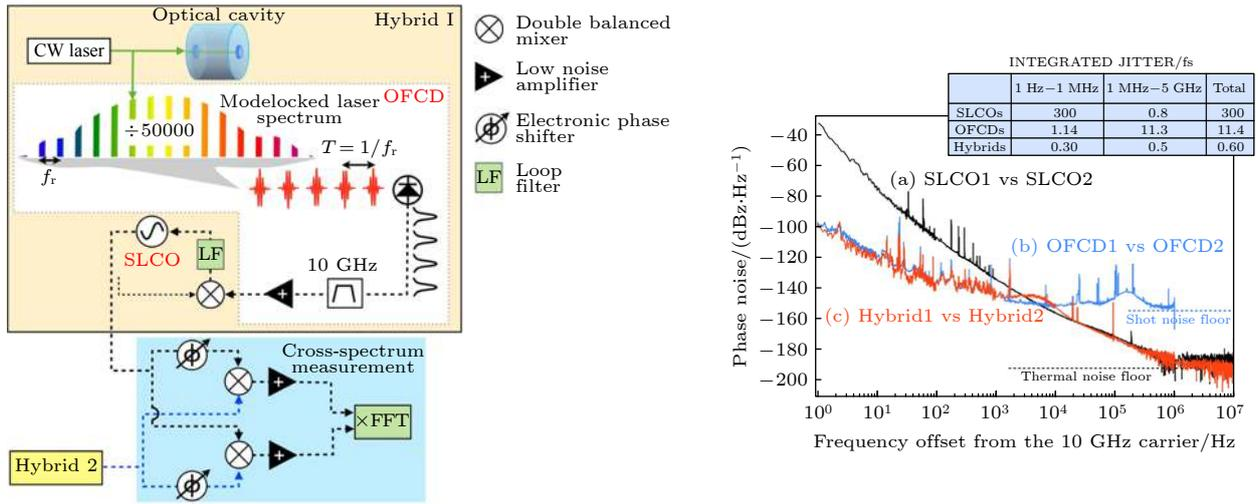 Optical cavity
Hybrid I
CW laser
Modelocked laser
spectrum
OFCD
÷50000
T = 1/fr
fr
SLCO
LF
10 GHz
Double balanced
mixer
Low noise
amplifier
Electronic phase
shifter
LF
Loop
filter
Cross-spectrum
measurement
×FFT
Hybrid 2
INTEGRATED JITTER/fs
1 Hz−1 MHz 1 MHz−5 GHz Total
SLCOs 300 0.8 300
OFCDs 1.14 11.3 11.4
Hybrids 0.30 0.5 0.60
Phase noise/(dBz·Hz⁻¹)
−40
−60
−80
−100
−120
−140
−160
−180
−200
(a) SLCO1 vs SLCO2
(b) OFCD1 vs OFCD2
(c) Hybrid1 vs Hybrid2
Shot noise floor
Thermal noise floor
10⁰ 10¹ 10² 10³ 10⁴ 10⁵ 10⁶ 10⁷
Frequency offset from the 10 GHz carrier/Hz